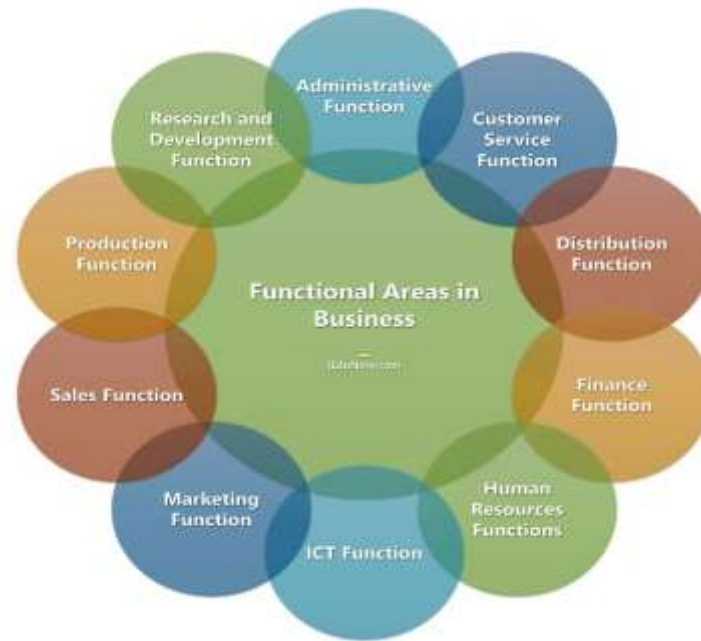 Administrative
Function
Customer
Service
Function
Distribution
Function
Finance
Function
Human
Resources
Functions
ICT Function
Marketing
Function
Sales Function
Production
Function
Research and
Development
Function
Functional Areas in
Business